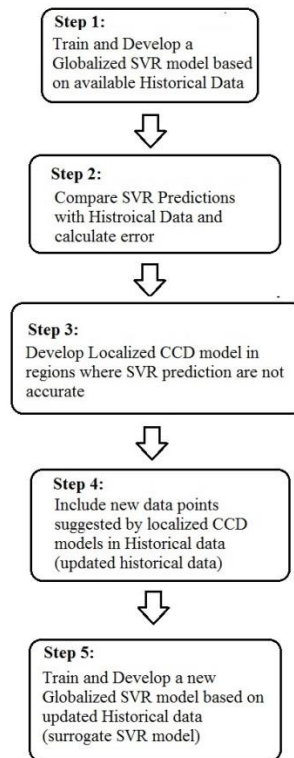 Step 1:
Train and Develop a
Globalized SVR model based
on available Historical Data
Step 2:
Compare SVR Predictions
with Histroical Data and
calculate error
Step 3:
Develop Localized CCD model in
regions where SVR prediction are not
accurate
Step 4:
Include new data points
suggested by localized CCD
models in Historical data
(updated historical data)
Step 5:
Train and Develop a new
Globalized SVR model based on
updated Historical data
(surrogate SVR model)